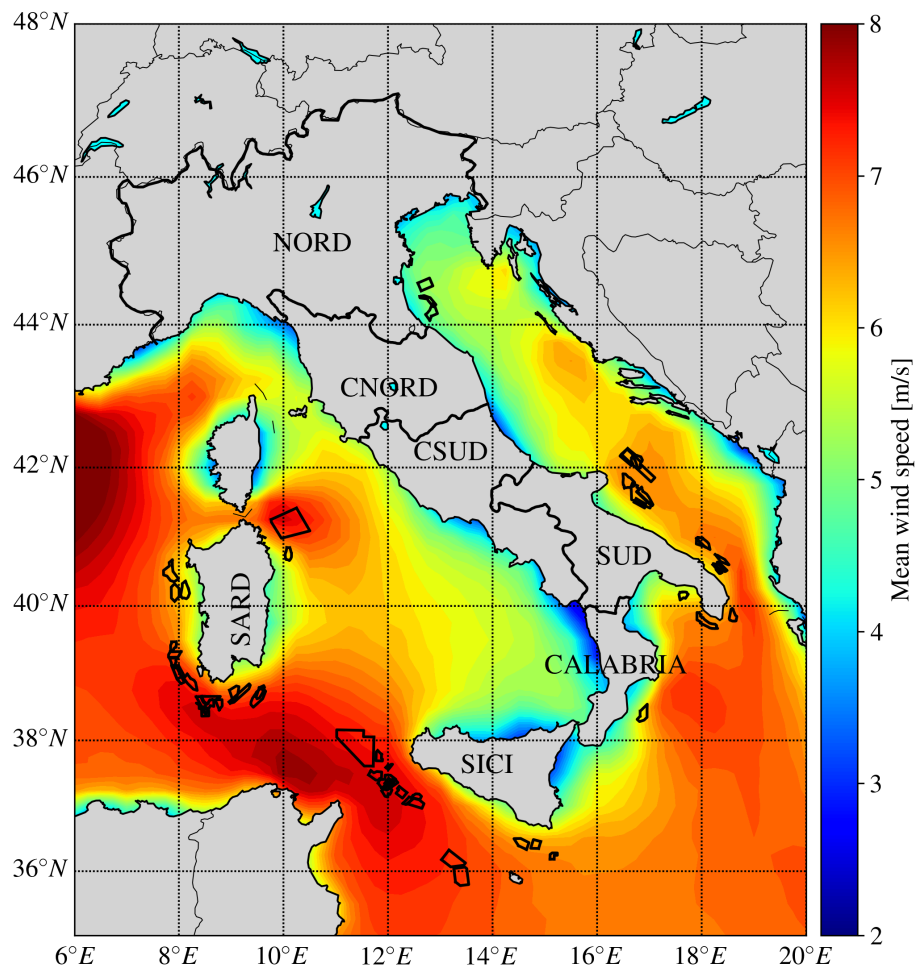 48°N
46°N
44°N
42°N
40°N
38°N
36°N
6°E
8°E
10°E
12°E
14°E
16°E
18°E
20°E
NORD
CNORD
CSUD
SUD
SARD
CALABRIA
SICI
8
7
6
5
4
3
2
Mean wind speed [m/s]